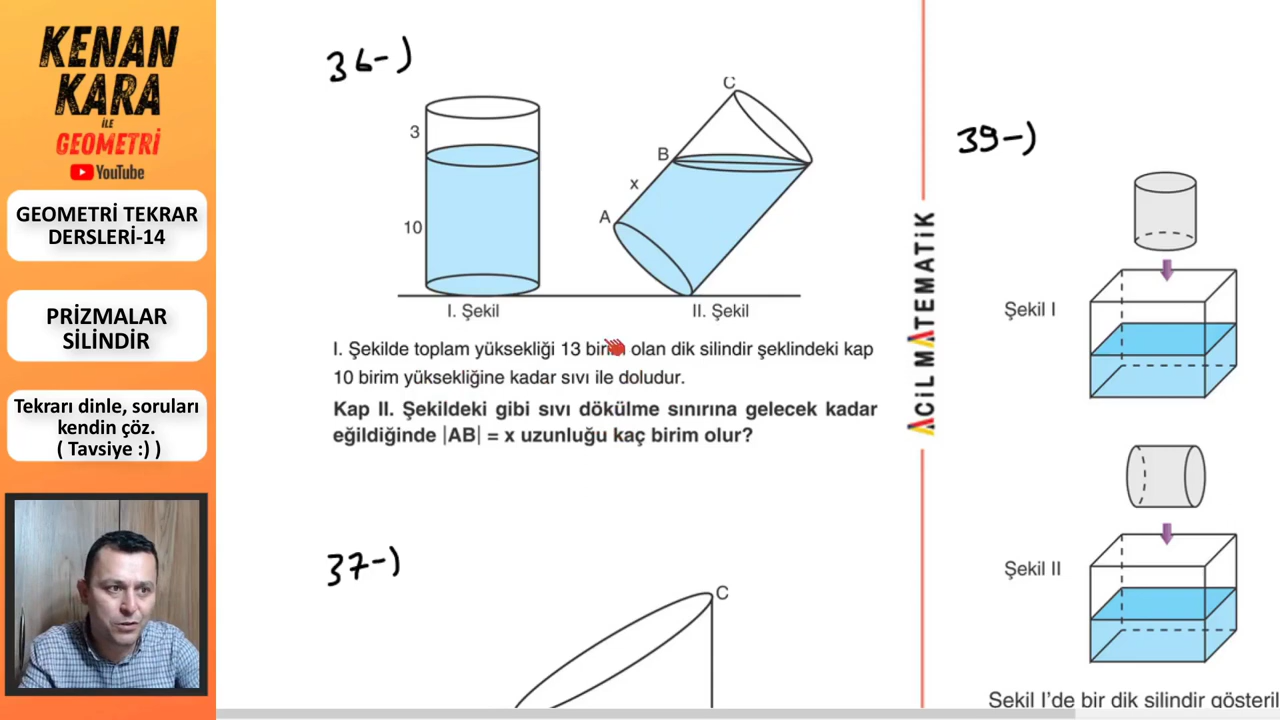 KENAN
KARA
İLE
GEOMETRİ
YouTube
GEOMETRİ TEKRAR
DERSLERİ-14
PRİZMALAR
SİLİNDİR
Tekrarı dinle, soruları
kendin çöz.
( Tavsiye :) )
36-)
3
10
I. Şekil
C
B
x
A
II. Şekil
I. Şekilde toplam yüksekliği 13 birim olan dik silindir şeklindeki kap
10 birim yüksekliğine kadar sıvı ile doludur.
Kap II. Şekildeki gibi sıvı dökülme sınırına gelecek kadar
eğildiğinde |AB| = x uzunluğu kaç birim olur?
37-)
C
ACİL MATEMATİK
39-)
Şekil I
Şekil II
Şekil I'de bir dik silindir gösteril